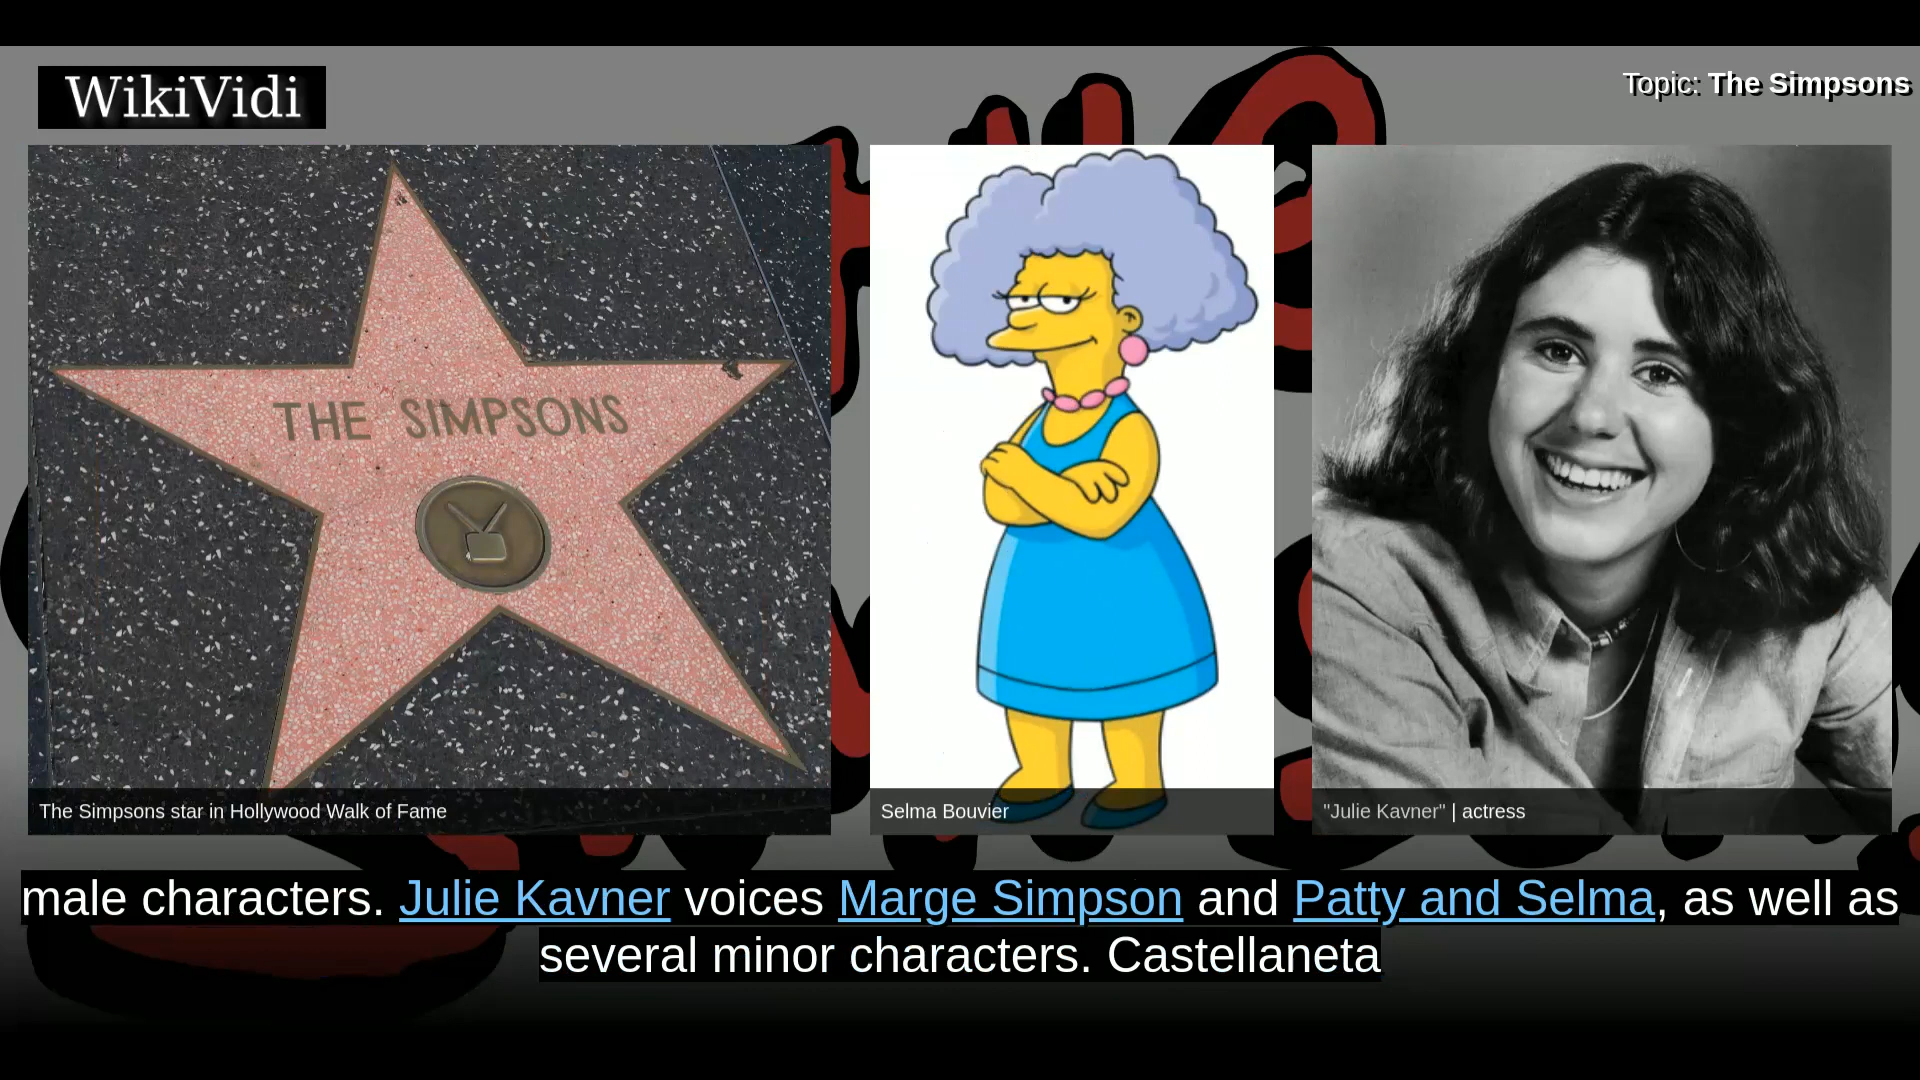 WikiVidi
Topic: The Simpsons
THE SIMPSONS
The Simpsons star in Hollywood Walk of Fame
Selma Bouvier
"Julie Kavner" | actress
male characters. Julie Kavner voices Marge Simpson and Patty and Selma, as well as
several minor characters. Castellaneta